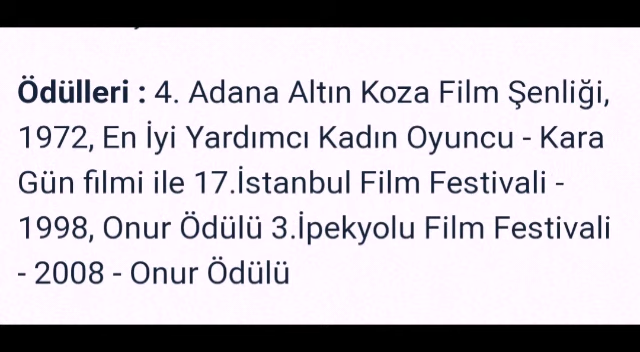 Ödülleri : 4. Adana Altın Koza Film Şenliği,
1972, En İyi Yardımcı Kadın Oyuncu - Kara
Gün filmi ile 17.İstanbul Film Festivali -
1998, Onur Ödülü 3.İpekyolu Film Festivali
- 2008 - Onur Ödülü